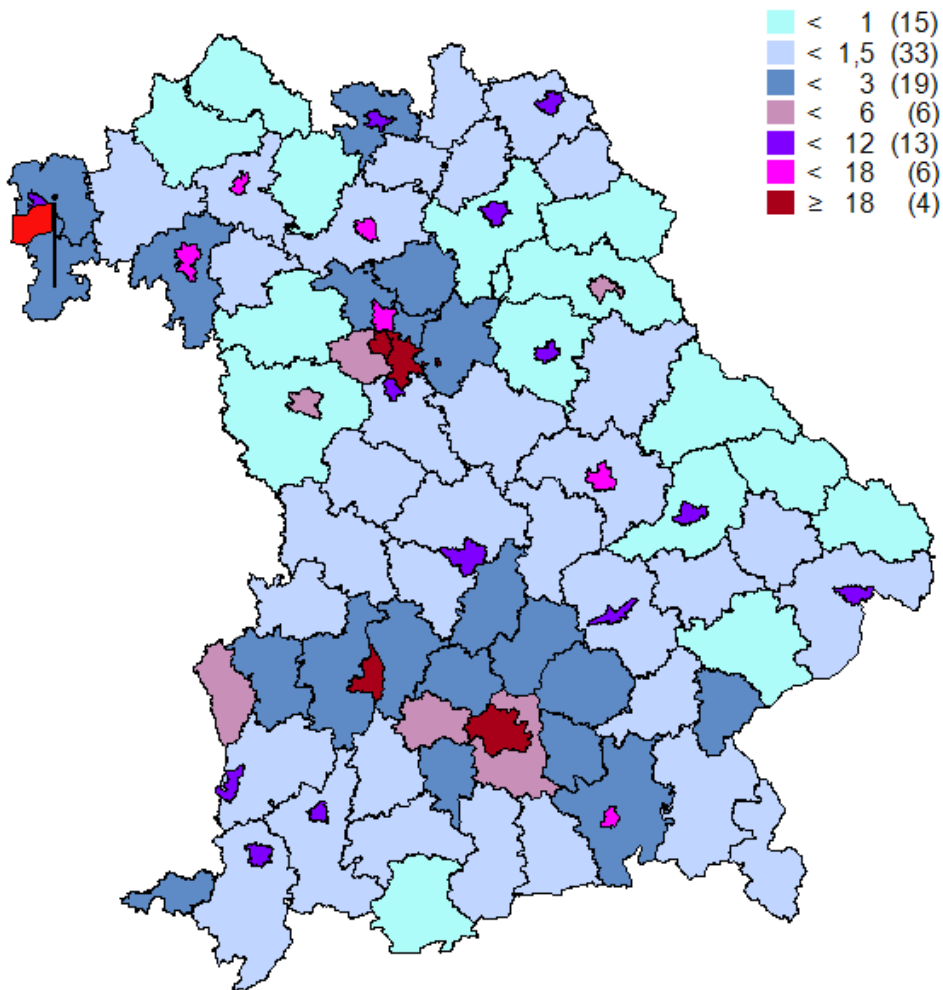 < 1 (15)
< 1,5 (33)
< 3 (19)
< 6 (6)
< 12 (13)
< 18 (6)
≥ 18 (4)